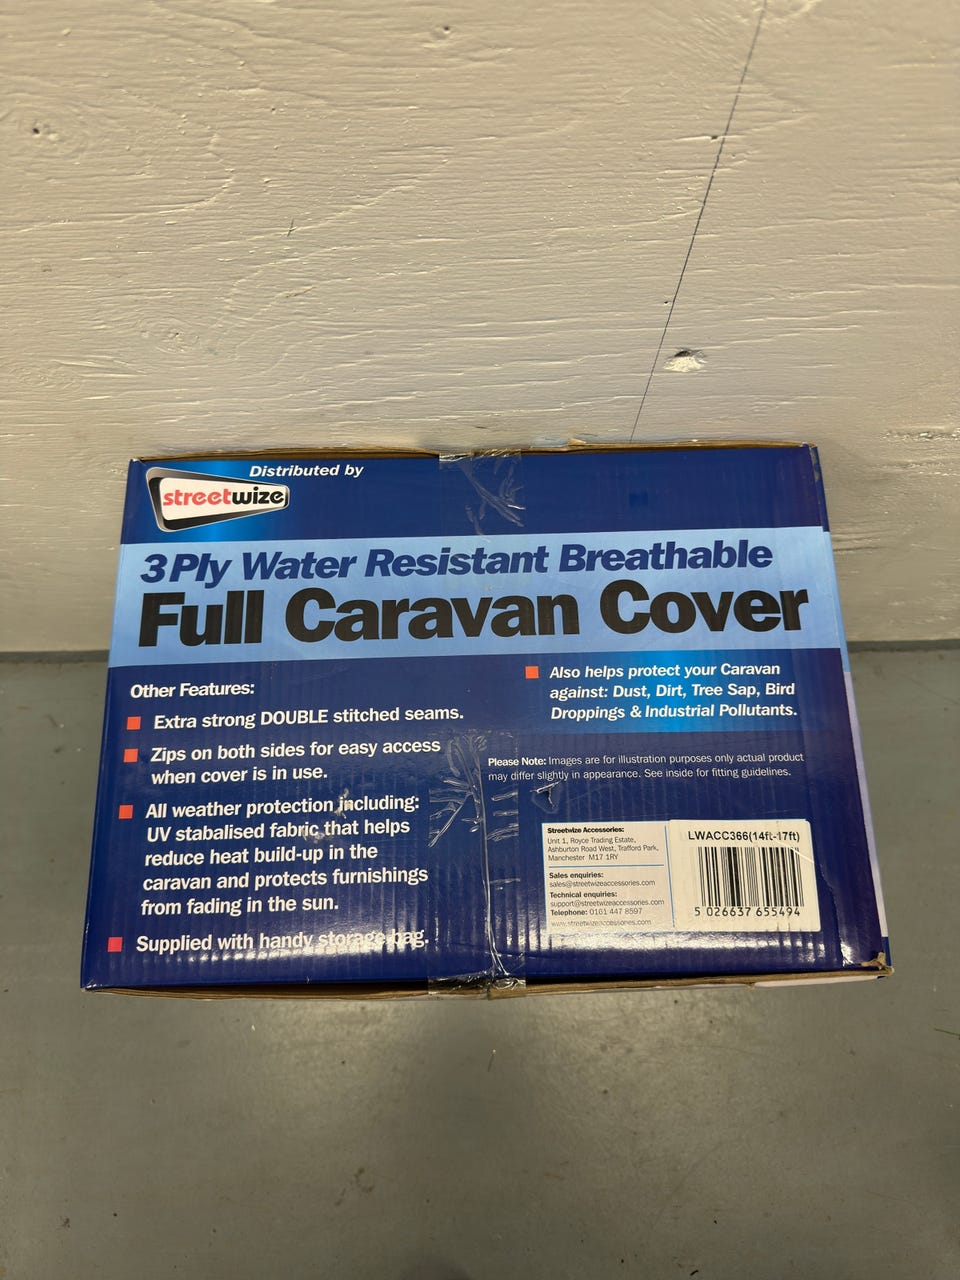 Distributed by
streetwize
3 Ply Water Resistant Breathable
Full Caravan Cover
Other Features:
Extra strong DOUBLE stitched seams.
Zips on both sides for easy access
when cover is in use.
All weather protection including:
UV stabalised fabric that helps
reduce heat build-up in the
caravan and protects furnishings
from fading in the sun.
Supplied with handy storage bag.
Also helps protect your Caravan
against: Dust, Dirt, Tree Sap, Bird
Droppings & Industrial Pollutants.
Please Note: Images are for illustration purposes only actual product
may differ slightly in appearance. See inside for fitting guidelines.
Streetwize Accessories:
Unit 1, Royce Trading Estate,
Ashburton Road West, Trafford Park,
Manchester M17 1RY
Sales enquiries:
sales@streetwizeaccessories.com
Technical enquiries:
support@streetwizeaccessories.com
Telephone: 0161 447 8597
www.streetwizeaccessories.com
LWACC366(14ft-17ft)
5 026637 655494